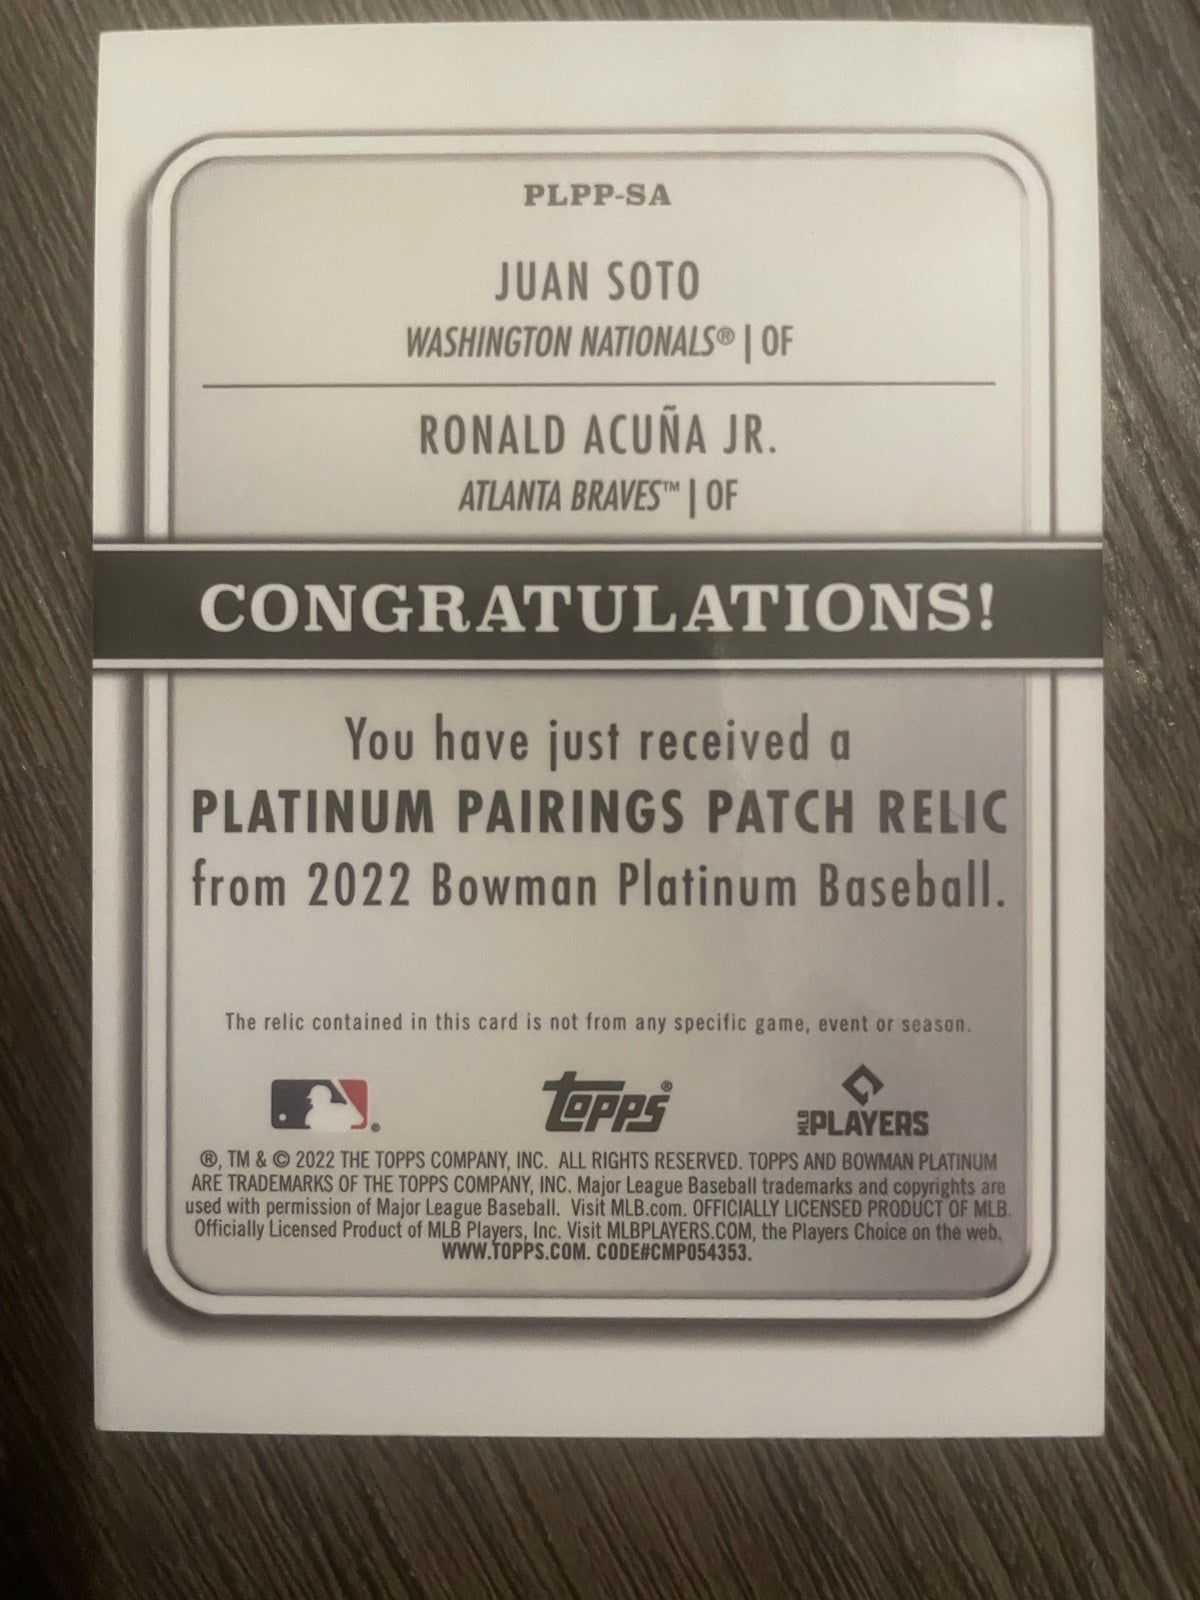 PLPP-SA
JUAN SOTO
WASHINGTON NATIONALS® | OF
RONALD ACUÑA JR.
ATLANTA BRAVES™ | OF
CONGRATULATIONS!
You have just received a
PLATINUM PAIRINGS PATCH RELIC
from 2022 Bowman Platinum Baseball.
The relic contained in this card is not from any specific game, event or season.
topps®
MLB PLAYERS
®, TM & © 2022 THE TOPPS COMPANY, INC. ALL RIGHTS RESERVED. TOPPS AND BOWMAN PLATINUM
ARE TRADEMARKS OF THE TOPPS COMPANY, INC. Major League Baseball trademarks and copyrights are
used with permission of Major League Baseball. Visit MLB.com. OFFICIALLY LICENSED PRODUCT OF MLB.
Officially Licensed Product of MLB Players, Inc. Visit MLBPLAYERS.COM, the Players Choice on the web.
WWW.TOPPS.COM. CODE#CMP054353.